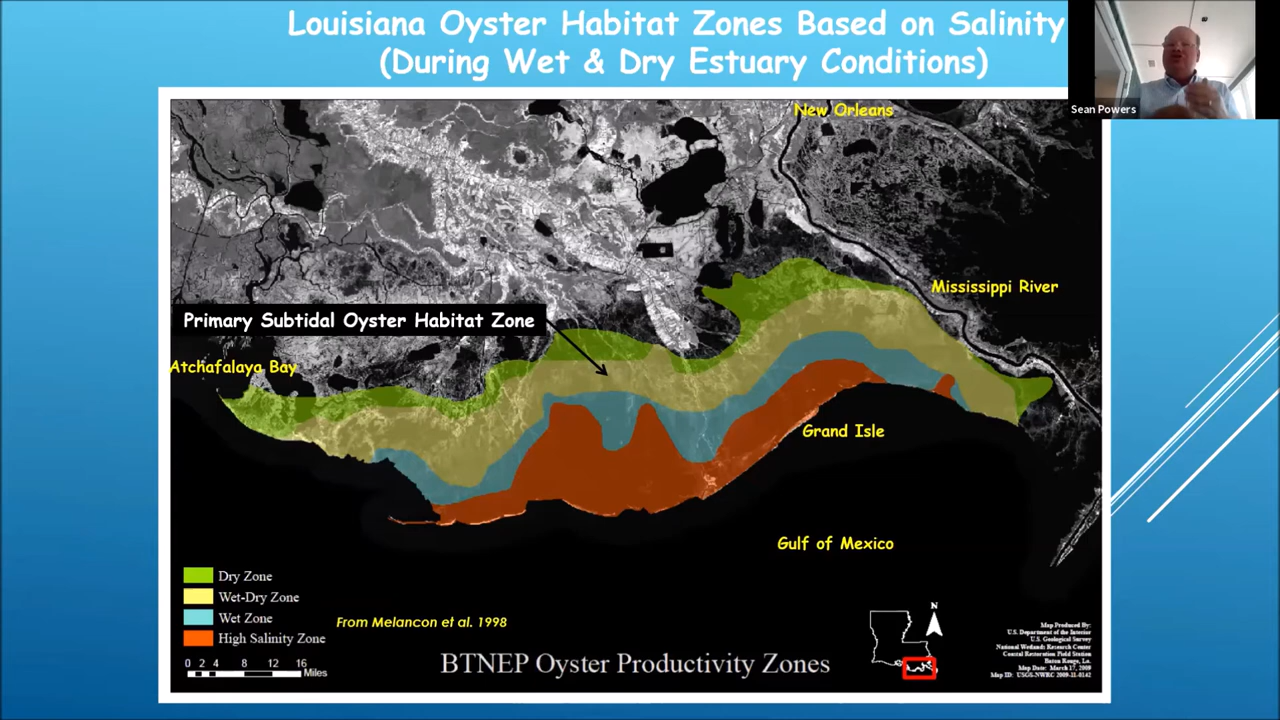 Louisiana Oyster Habitat Zones Based on Salinity
(During Wet & Dry Estuary Conditions)
Sean Powers
New Orleans
Mississippi River
Primary Subtidal Oyster Habitat Zone
Atchafalaya Bay
Grand Isle
Gulf of Mexico
Dry Zone
Wet-Dry Zone
Wet Zone
High Salinity Zone
From Melancon et al. 1998
0 2 4 8 12 16
Miles
BTNEP Oyster Productivity Zones
N
Map Produced By:
U.S. Department of the Interior
U.S. Geological Survey
National Wetlands Research Center
Coastal Restoration Field Station
Baton Rouge, La.
Map Date: March 17, 2009
Map ID: USGS-NWRC 2009-11-0142